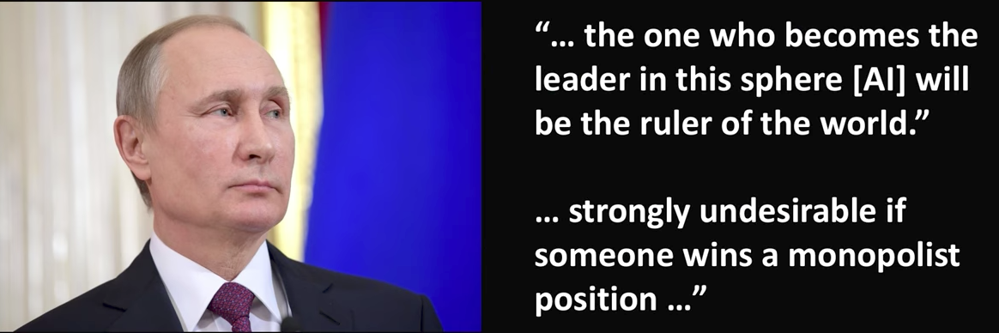 “… the one who becomes the
leader in this sphere [AI] will
be the ruler of the world.”
… strongly undesirable if
someone wins a monopolist
position …”